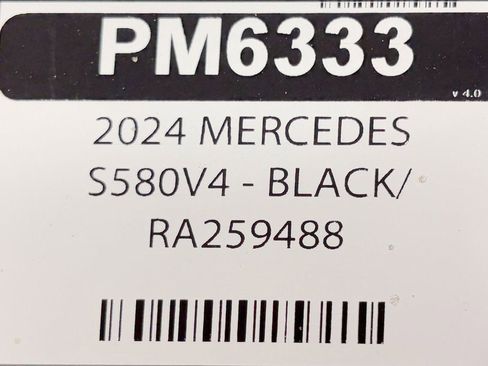 PM6333
v 4.0
2024 MERCEDES
S580V4 - BLACK/
RA259488